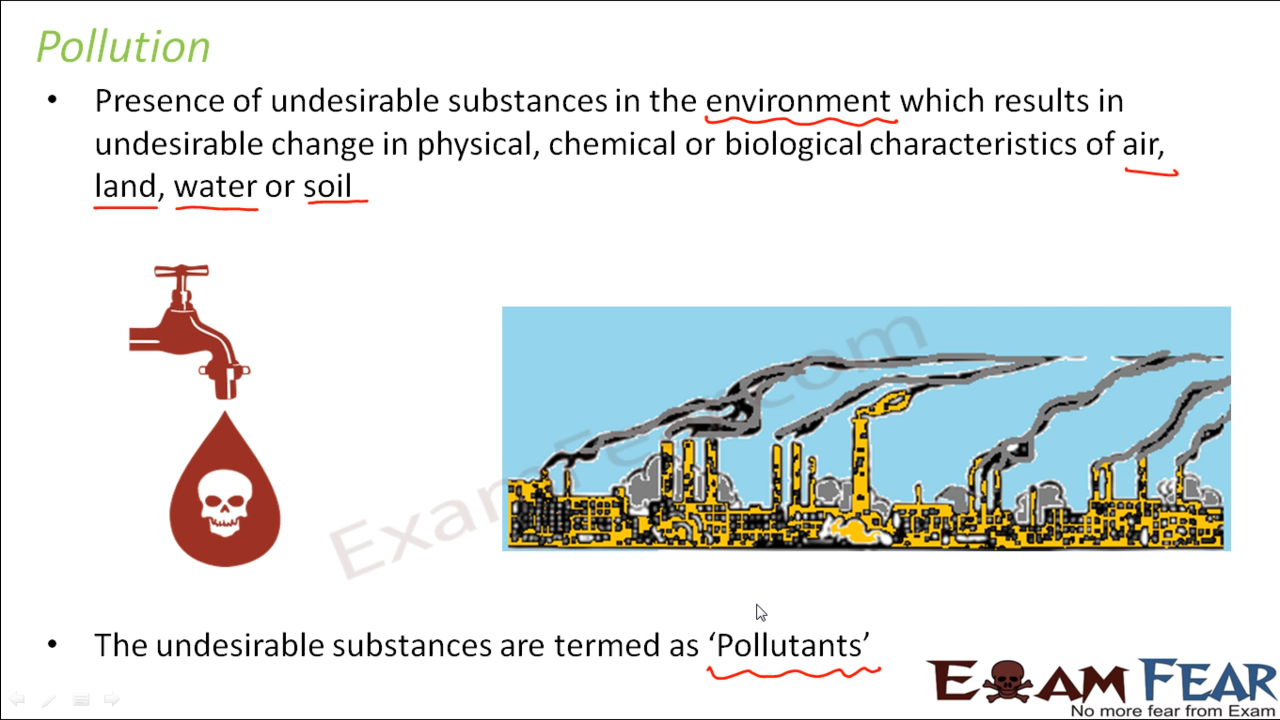 Pollution
• Presence of undesirable substances in the environment which results in
undesirable change in physical, chemical or biological characteristics of air,
land, water or soil
ExamFear.com
• The undesirable substances are termed as ‘Pollutants’
EXAM FEAR
No more fear from Exam